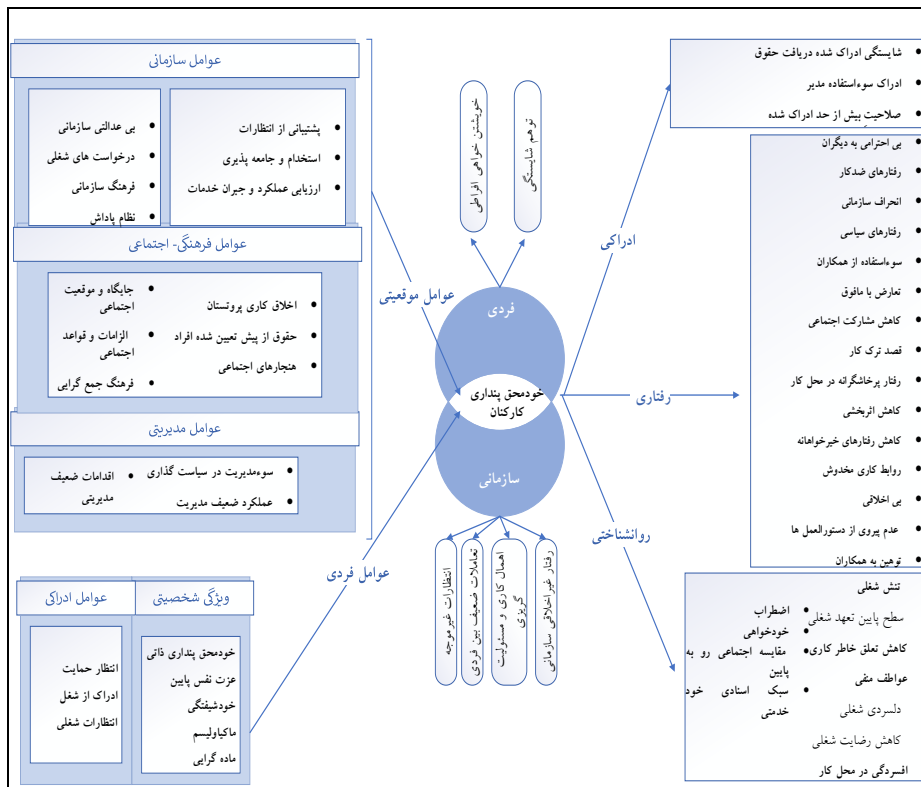 عوامل سازمانی
پشتیبانی از انتظارات
استخدام و جامعه پذیری
ارزیابی عملکرد و جبران خدمات
بی عدالتی سازمانی
درخواست های شغلی
فرهنگ سازمانی
نظام پاداش
عوامل فرهنگی- اجتماعی
اخلاق کاری پروتستان
حقوق از پیش تعیین شده افراد
هنجارهای اجتماعی
جایگاه و موقعیت
اجتماعی
الزامات و قواعد
اجتماعی
فرهنگ جمع گرایی
عوامل مدیریتی
سوءمدیریت در سیاست گذاری
عملکرد ضعیف مدیریت
اقدامات ضعیف
مدیریتی
ویژگی شخصیتی
خودمحق پنداری ذاتی
عزت نفس پایین
خودشیفتگی
ماکیاولیسم
ماده گرایی
عوامل ادراکی
انتظار حمایت
ادراک از شغل
انتظارات شغلی
عوامل موقعیتی
عوامل فردی
توهم شایستگی
خویشتن خواهی افراطی
فردی
خودمحق پنداری
کارکنان
سازمانی
رفتار غیراخلاقی سازمانی
اهمال کاری و مسئولیت
گریزی
تعاملات ضعیف بین فردی
انتظارات غیرموجه
ادراکی
رفتاری
روانشناختی
شایستگی ادراک شده دریافت حقوق
ادراک سوءاستفاده مدیر
صلاحیت بیش از حد ادراک شده
بی احترامی به دیگران
رفتارهای ضدکار
انحراف سازمانی
رفتارهای سیاسی
سوءاستفاده از همکاران
تعارض با مافوق
کاهش مشارکت اجتماعی
قصد ترک کار
رفتار پرخاشگرانه در محل کار
کاهش اثربخشی
کاهش رفتارهای خیرخواهانه
روابط کاری مخدوش
بی اخلاقی
عدم پیروی از دستورالعمل ها
توهین به همکاران
تنش شغلی
سطح پایین تعهد شغلی
کاهش تعلق خاطر کاری
عواطف منفی
دلسردی شغلی
کاهش رضایت شغلی
افسردگی در محل کار
اضطراب
خودخواهی
مقایسه اجتماعی رو به
پایین
سبک اسنادی خود
خدمتی